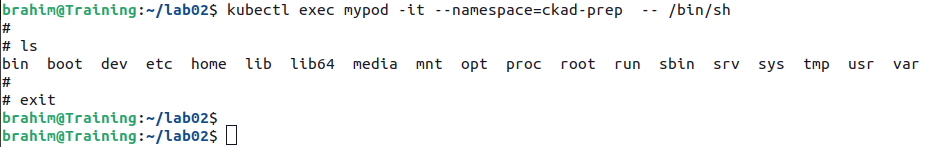 brahim@Training:~/lab02$ kubectl exec mypod -it --namespace=ckad-prep  -- /bin/sh
#
# ls
bin  boot  dev  etc  home  lib  lib64  media  mnt  opt  proc  root  run  sbin  srv  sys  tmp  usr  var
#
# exit
brahim@Training:~/lab02$
brahim@Training:~/lab02$